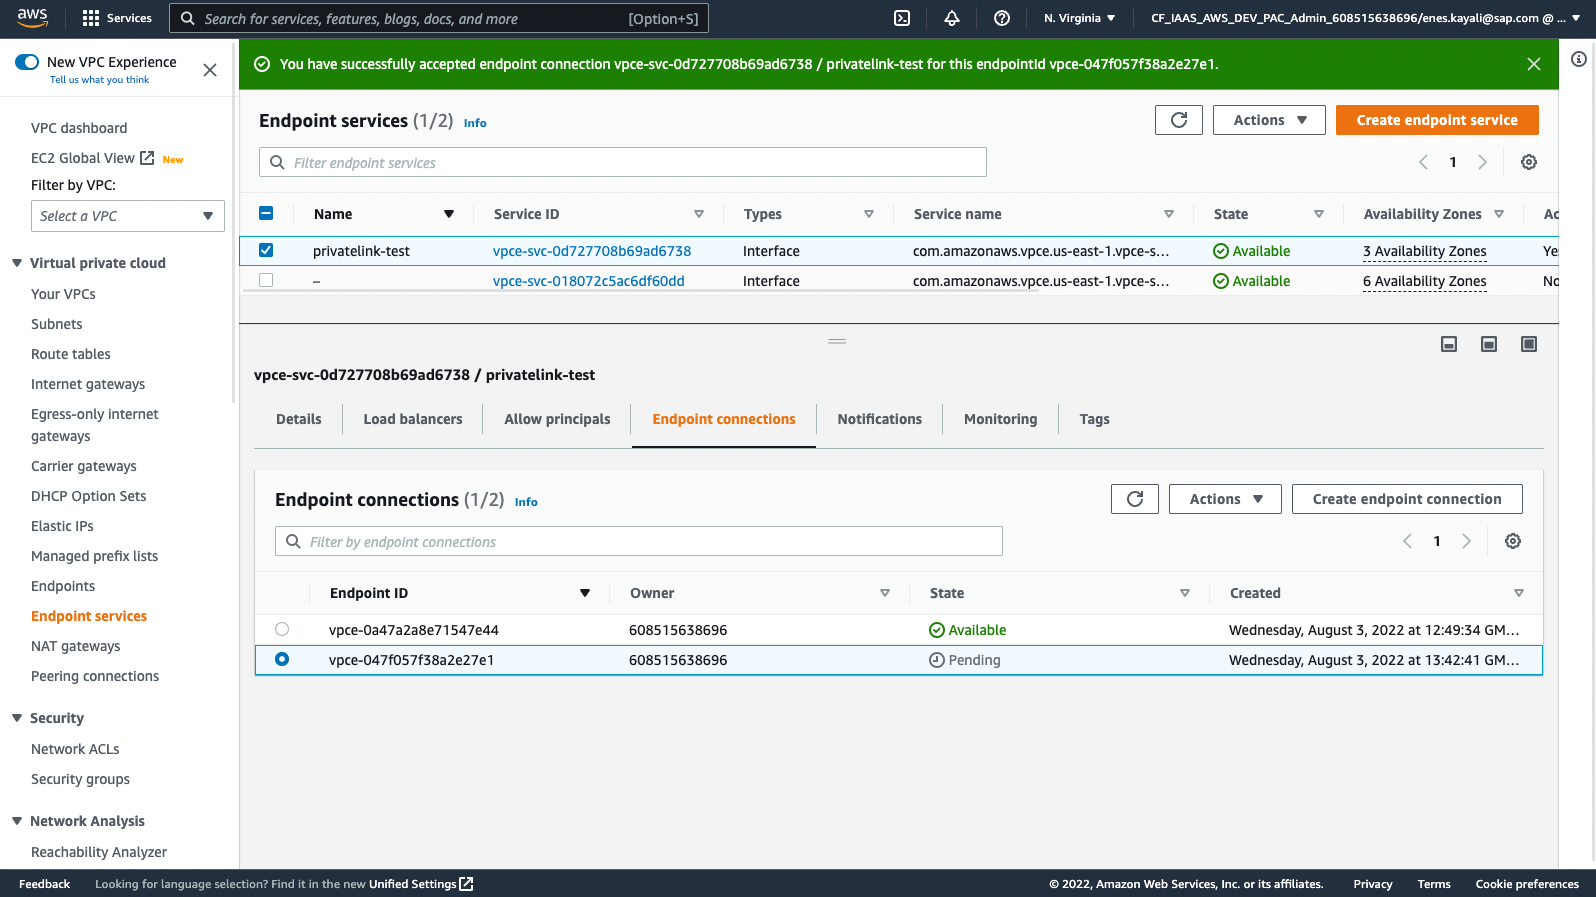 aws
Services
Search for services, features, blogs, docs, and more
[Option+S]
N. Virginia
CF_IAAS_AWS_DEV_PAC_Admin_608515638696/enes.kayali@sap.com @ ...
New VPC Experience
Tell us what you think
You have successfully accepted endpoint connection vpce-svc-0d727708b69ad6738 / privatelink-test for this endpointId vpce-047f057f38a2e27e1.
VPC dashboard
EC2 Global View
New
Filter by VPC:
Select a VPC
Virtual private cloud
Your VPCs
Subnets
Route tables
Internet gateways
Egress-only internet
gateways
Carrier gateways
DHCP Option Sets
Elastic IPs
Managed prefix lists
Endpoints
Endpoint services
NAT gateways
Peering connections
Security
Network ACLs
Security groups
Network Analysis
Reachability Analyzer
Endpoint services (1/2) Info
Actions
Create endpoint service
Filter endpoint services
1
Name Service ID Types Service name State Availability Zones Ac
privatelink-test vpce-svc-0d727708b69ad6738 Interface com.amazonaws.vpce.us-east-1.vpce-s... Available 3 Availability Zones Ye
– vpce-svc-018072c5ac6df60dd Interface com.amazonaws.vpce.us-east-1.vpce-s... Available 6 Availability Zones No
vpce-svc-0d727708b69ad6738 / privatelink-test
Details Load balancers Allow principals Endpoint connections Notifications Monitoring Tags
Endpoint connections (1/2) Info
Actions
Create endpoint connection
Filter by endpoint connections
1
Endpoint ID Owner State Created
vpce-0a47a2a8e71547e44 608515638696 Available Wednesday, August 3, 2022 at 12:49:34 GM...
vpce-047f057f38a2e27e1 608515638696 Pending Wednesday, August 3, 2022 at 13:42:41 GM...
Feedback
Looking for language selection? Find it in the new Unified Settings
© 2022, Amazon Web Services, Inc. or its affiliates.
Privacy
Terms
Cookie preferences